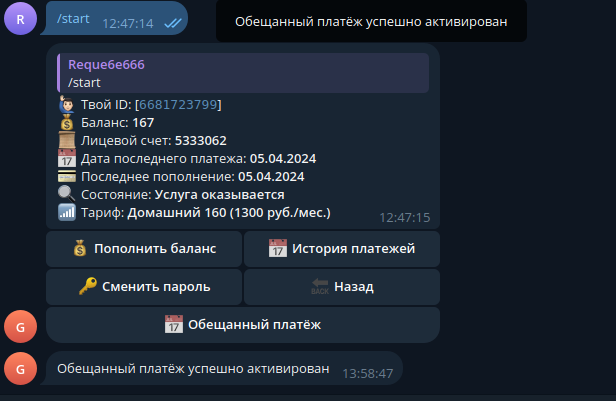 R
/start 12:47:14
Обещанный платёж успешно активирован
Reque6e666
/start
Твой ID: [6681723799]
Баланс: 167
Лицевой счет: 5333062
Дата последнего платежа: 05.04.2024
Последнее пополнение: 05.04.2024
Состояние: Услуга оказывается
Тариф: Домашний 160 (1300 руб./мес.)
12:47:15
Пополнить баланс
17 История платежей
Сменить пароль
BACK Назад
G
17 Обещанный платёж
G
Обещанный платёж успешно активирован 13:58:47